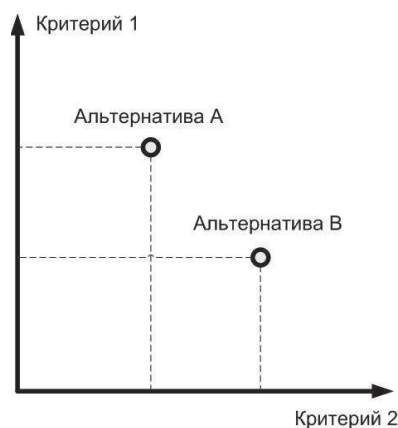 Критерий 1
Альтернатива А
Альтернатива В
Критерий 2